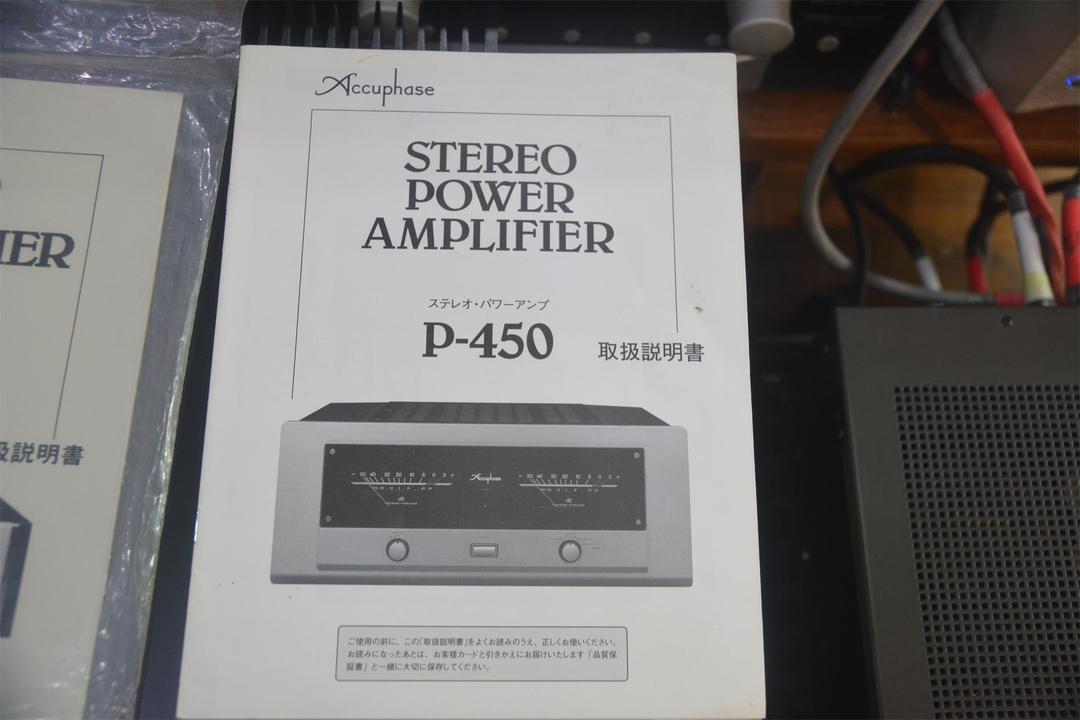 Accuphase
STEREO
POWER
AMPLIFIER
ステレオ・パワーアンプ
P-450
取扱説明書
Accuphase
ご使用の前に、この「取扱説明書」をよくお読みのうえ、正しくお使いください。
お読みになったあとは、お客様カードと引きかえにお届けいたします「品質保
証書」と一緒に大切に保存してください。
IER
扱説明書